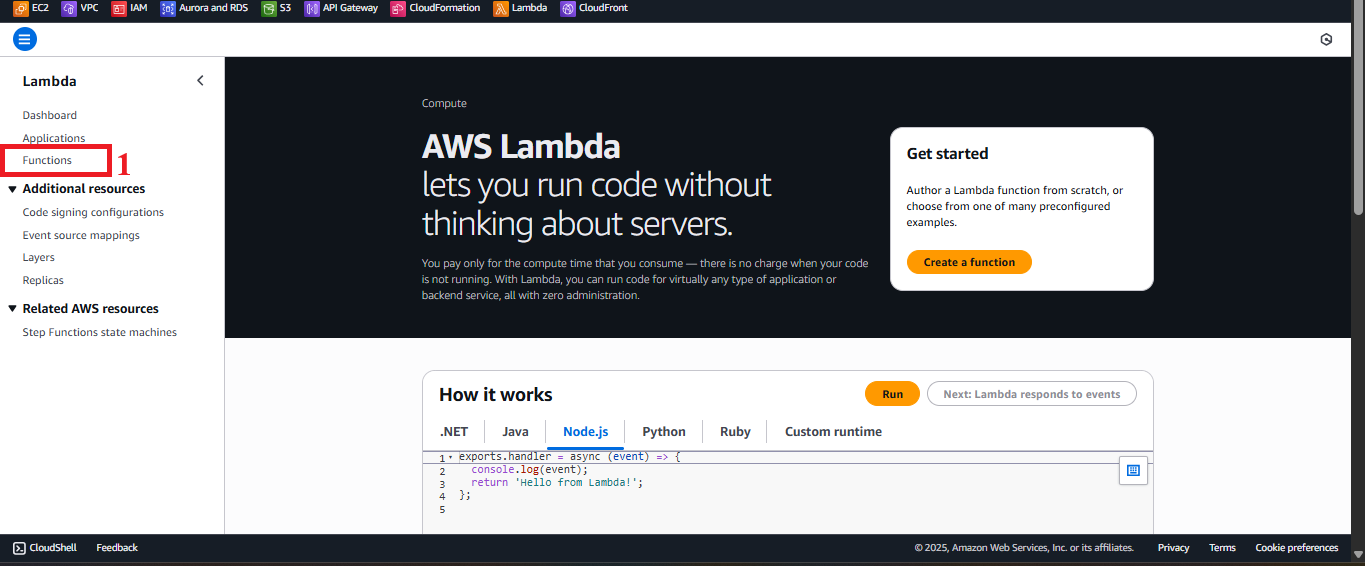 EC2 VPC IAM Aurora and RDS S3 API Gateway CloudFormation Lambda CloudFront
Lambda
Dashboard
Applications
Functions
1
Additional resources
Code signing configurations
Event source mappings
Layers
Replicas
Related AWS resources
Step Functions state machines
Compute
AWS Lambda
lets you run code without
thinking about servers.
You pay only for the compute time that you consume — there is no charge when your code
is not running. With Lambda, you can run code for virtually any type of application or
backend service, all with zero administration.
Get started
Author a Lambda function from scratch, or
choose from one of many preconfigured
examples.
Create a function
How it works
Run
Next: Lambda responds to events
.NET Java Node.js Python Ruby Custom runtime
1 exports.handler = async (event) => {
2 console.log(event);
3 return 'Hello from Lambda!';
4 };
5
CloudShell Feedback © 2025, Amazon Web Services, Inc. or its affiliates. Privacy Terms Cookie preferences